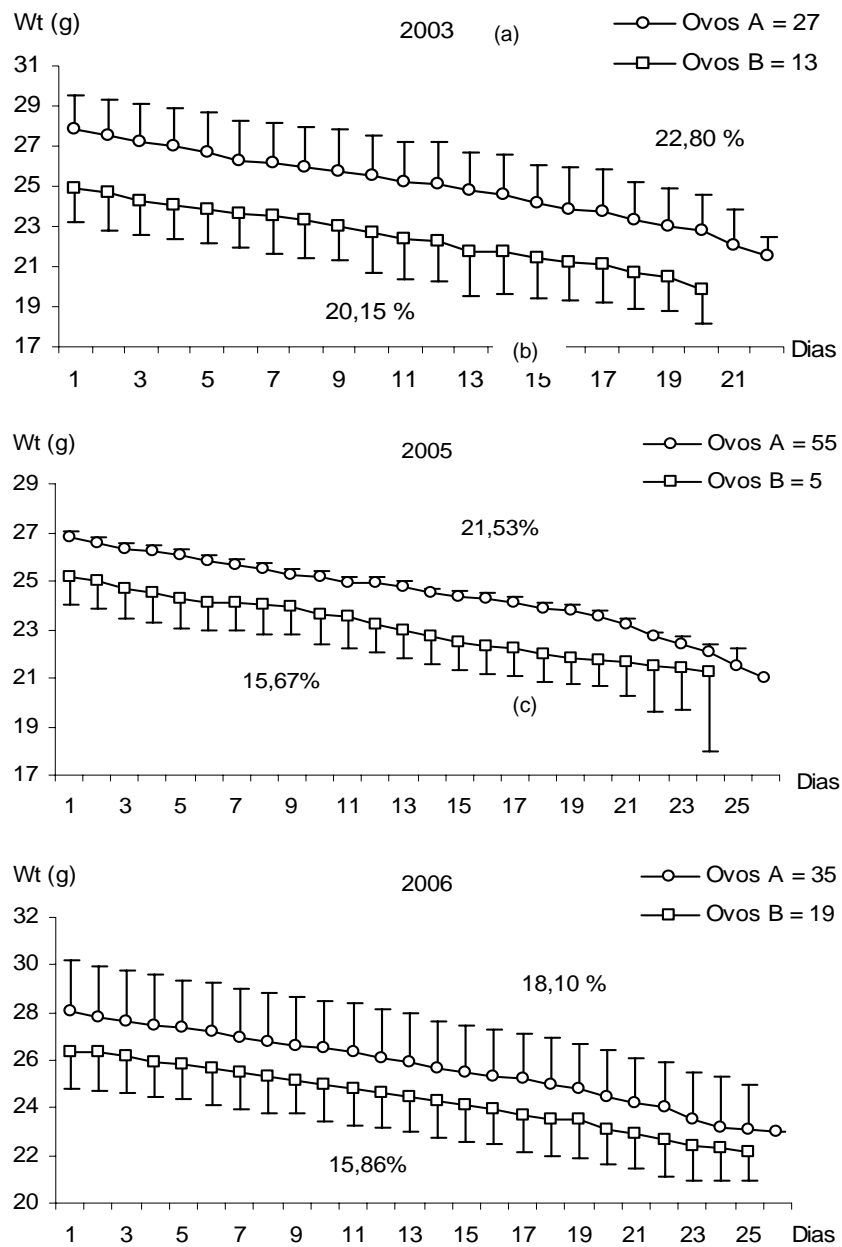 Wt (g)
2003
(a)
Ovos A = 27
Ovos B = 13
31
29
27
25
23
21
19
17
22,80 %
20,15 %
(b)
Dias
1 3 5 7 9 11 13 15 17 19 21
Wt (g)
2005
Ovos A = 55
Ovos B = 5
29
27
25
23
21
19
17
21,53%
15,67%
(c)
Dias
1 3 5 7 9 11 13 15 17 19 21 23 25
Wt (g)
2006
Ovos A = 35
Ovos B = 19
32
30
28
26
24
22
20
18,10 %
15,86%
Dias
1 3 5 7 9 11 13 15 17 19 21 23 25